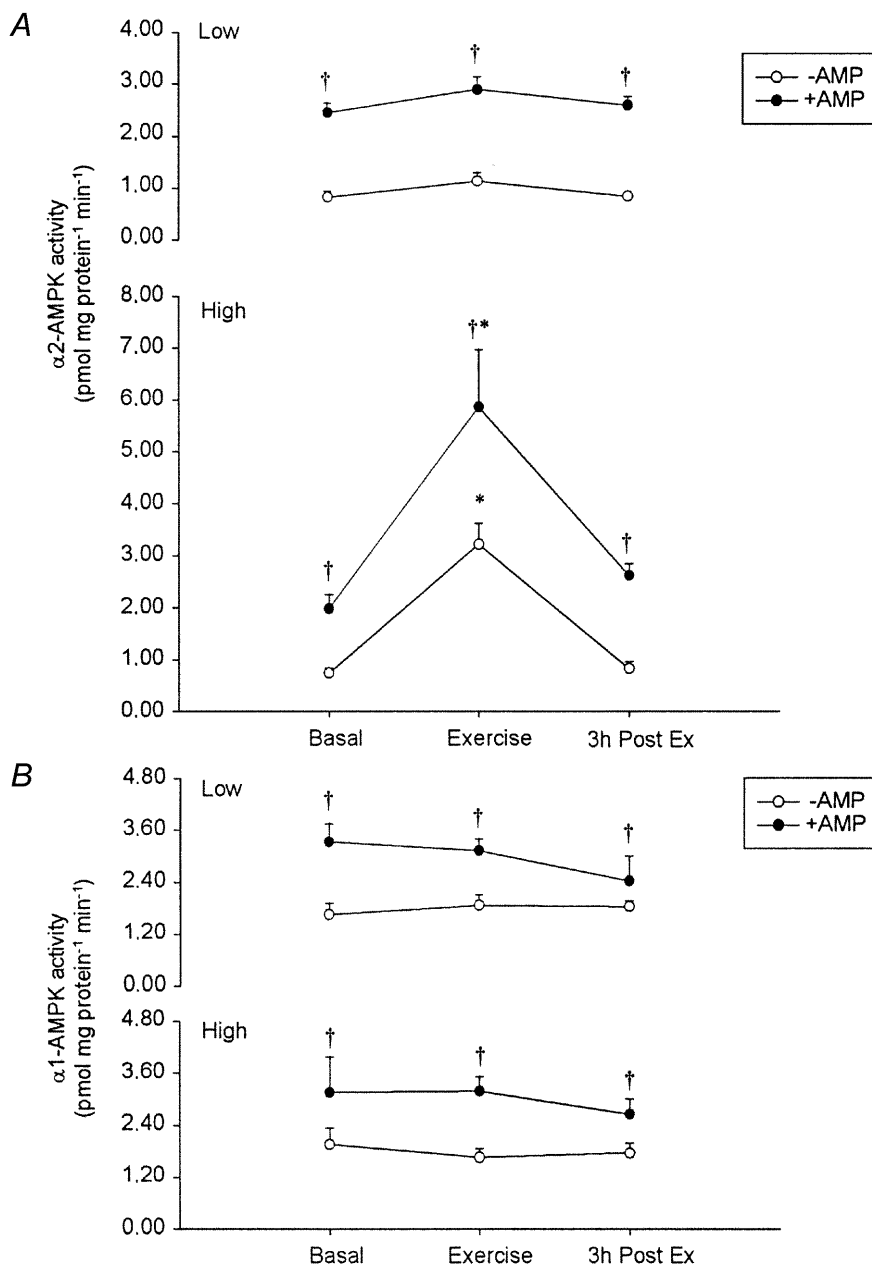 A
Low
-AMP
+AMP
4.00
3.00
2.00
1.00
0.00
† † †
α2-AMPK activity
(pmol mg protein⁻¹ min⁻¹)
High
8.00
7.00
6.00
5.00
4.00
3.00
2.00
1.00
0.00
†*
*
† †
Basal Exercise 3h Post Ex
B
Low
-AMP
+AMP
4.80
3.60
2.40
1.20
0.00
† † †
α1-AMPK activity
(pmol mg protein⁻¹ min⁻¹)
High
4.80
3.60
2.40
1.20
0.00
† † †
Basal Exercise 3h Post Ex